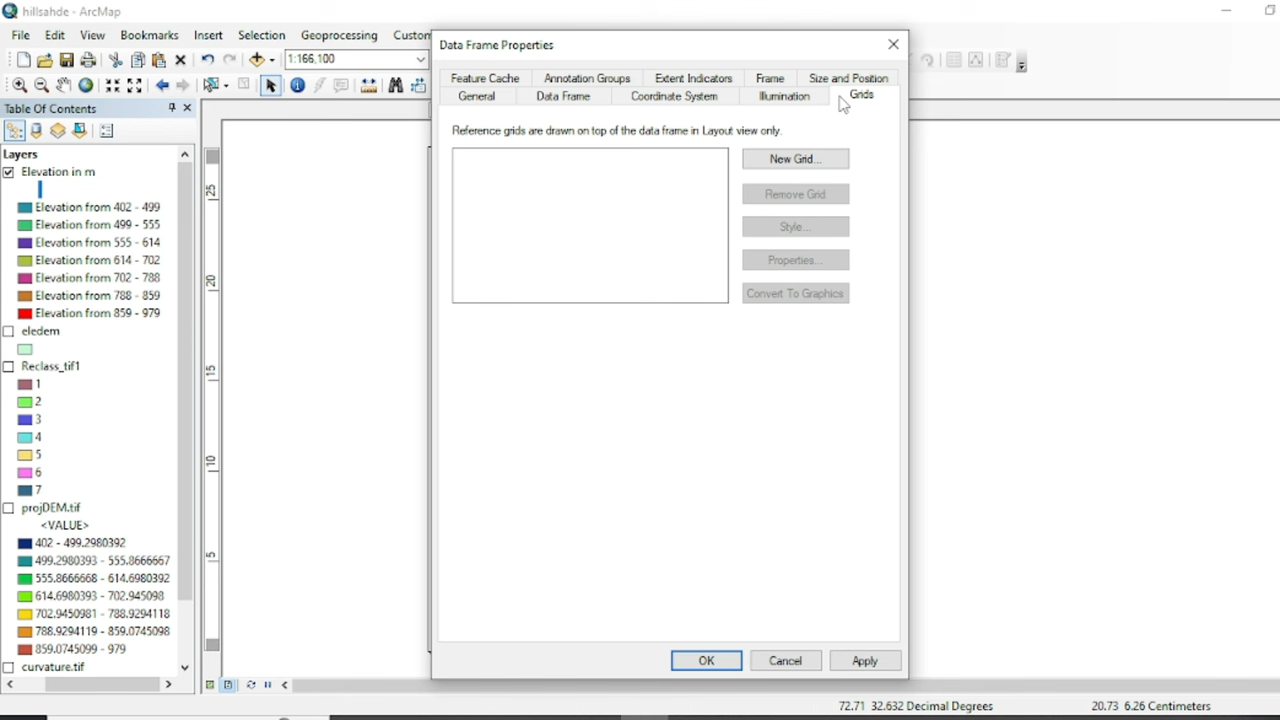 hillsahde - ArcMap
File Edit View Bookmarks Insert Selection Geoprocessing Custom
1:166,100
Table Of Contents
Layers
Elevation in m
Elevation from 402 - 499
Elevation from 499 - 555
Elevation from 555 - 614
Elevation from 614 - 702
Elevation from 702 - 788
Elevation from 788 - 859
Elevation from 859 - 979
eledem
Reclass_tif1
1
2
3
4
5
6
7
projDEM.tif
<VALUE>
402 - 499.2980392
499.2980393 - 555.8666667
555.8666668 - 614.6980392
614.6980393 - 702.945098
702.9450981 - 788.9294118
788.9294119 - 859.0745098
859.0745099 - 979
curvature.tif
25
20
15
10
5
Data Frame Properties
Feature Cache Annotation Groups Extent Indicators Frame Size and Position
General Data Frame Coordinate System Illumination Grids
Reference grids are drawn on top of the data frame in Layout view only.
New Grid...
Remove Grid
Style...
Properties...
Convert To Graphics
OK Cancel Apply
72.71 32.632 Decimal Degrees 20.73 6.26 Centimeters